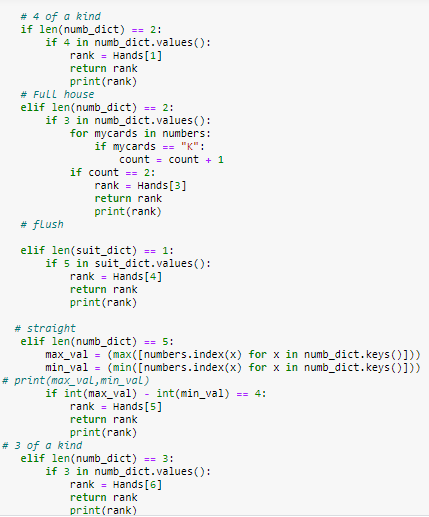 # 4 of a kind
if len(numb_dict) == 2:
if 4 in numb_dict.values():
rank = Hands[1]
return rank
print(rank)
# Full house
elif len(numb_dict) == 2:
if 3 in numb_dict.values():
for mycards in numbers:
if mycards == "K":
count = count + 1
if count == 2:
rank = Hands[3]
return rank
print(rank)
# flush
elif len(suit_dict) == 1:
if 5 in suit_dict.values():
rank = Hands[4]
return rank
print(rank)
# straight
elif len(numb_dict) == 5:
max_val = (max([numbers.index(x) for x in numb_dict.keys()]))
min_val = (min([numbers.index(x) for x in numb_dict.keys()]))
# print(max_val,min_val)
if int(max_val) - int(min_val) == 4:
rank = Hands[5]
return rank
print(rank)
# 3 of a kind
elif len(numb_dict) == 3:
if 3 in numb_dict.values():
rank = Hands[6]
return rank
print(rank)